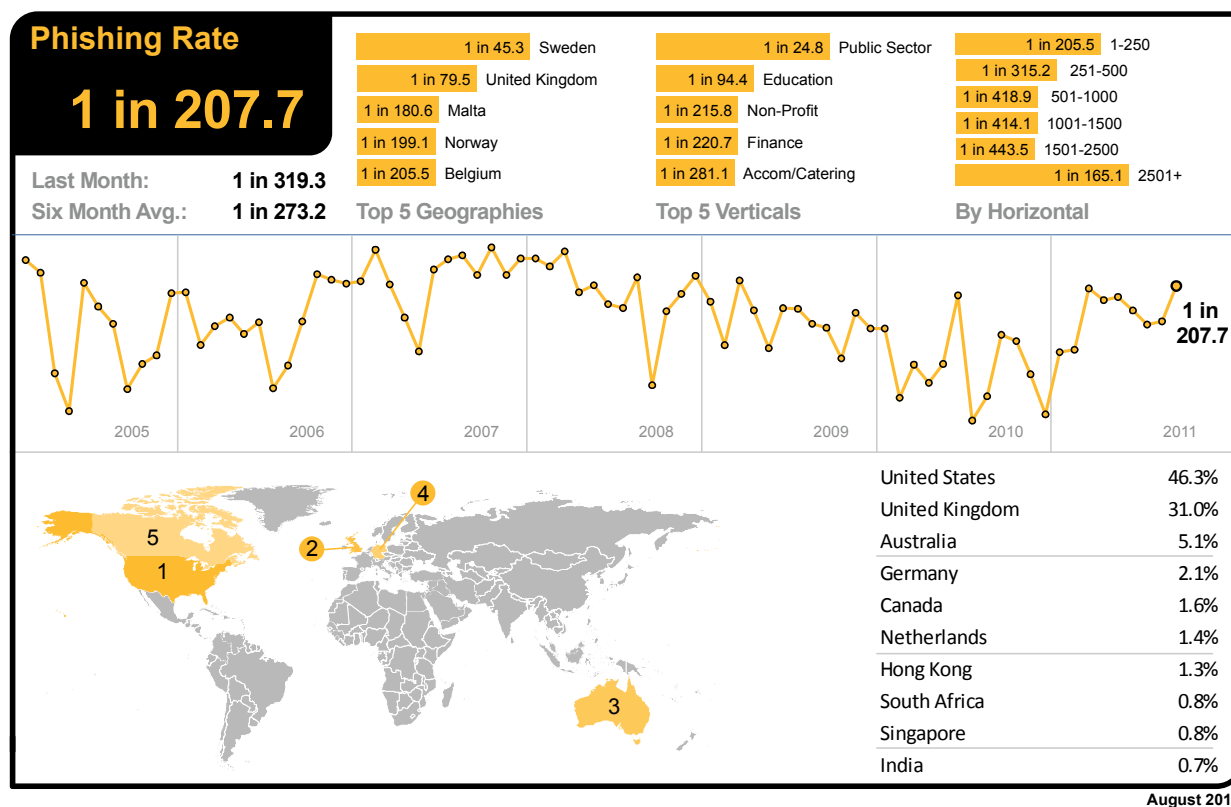 Phishing Rate
1 in 207.7
Last Month: 1 in 319.3
Six Month Avg.: 1 in 273.2
1 in 45.3 Sweden
1 in 79.5 United Kingdom
1 in 180.6 Malta
1 in 199.1 Norway
1 in 205.5 Belgium
Top 5 Geographies
1 in 24.8 Public Sector
1 in 94.4 Education
1 in 215.8 Non-Profit
1 in 220.7 Finance
1 in 281.1 Accom/Catering
Top 5 Verticals
1 in 205.5 1-250
1 in 315.2 251-500
1 in 418.9 501-1000
1 in 414.1 1001-1500
1 in 443.5 1501-2500
1 in 165.1 2501+
By Horizontal
1 in
207.7
2005 2006 2007 2008 2009 2010 2011
4
5
2
1
3
United States 46.3%
United Kingdom 31.0%
Australia 5.1%
Germany 2.1%
Canada 1.6%
Netherlands 1.4%
Hong Kong 1.3%
South Africa 0.8%
Singapore 0.8%
India 0.7%
August 201